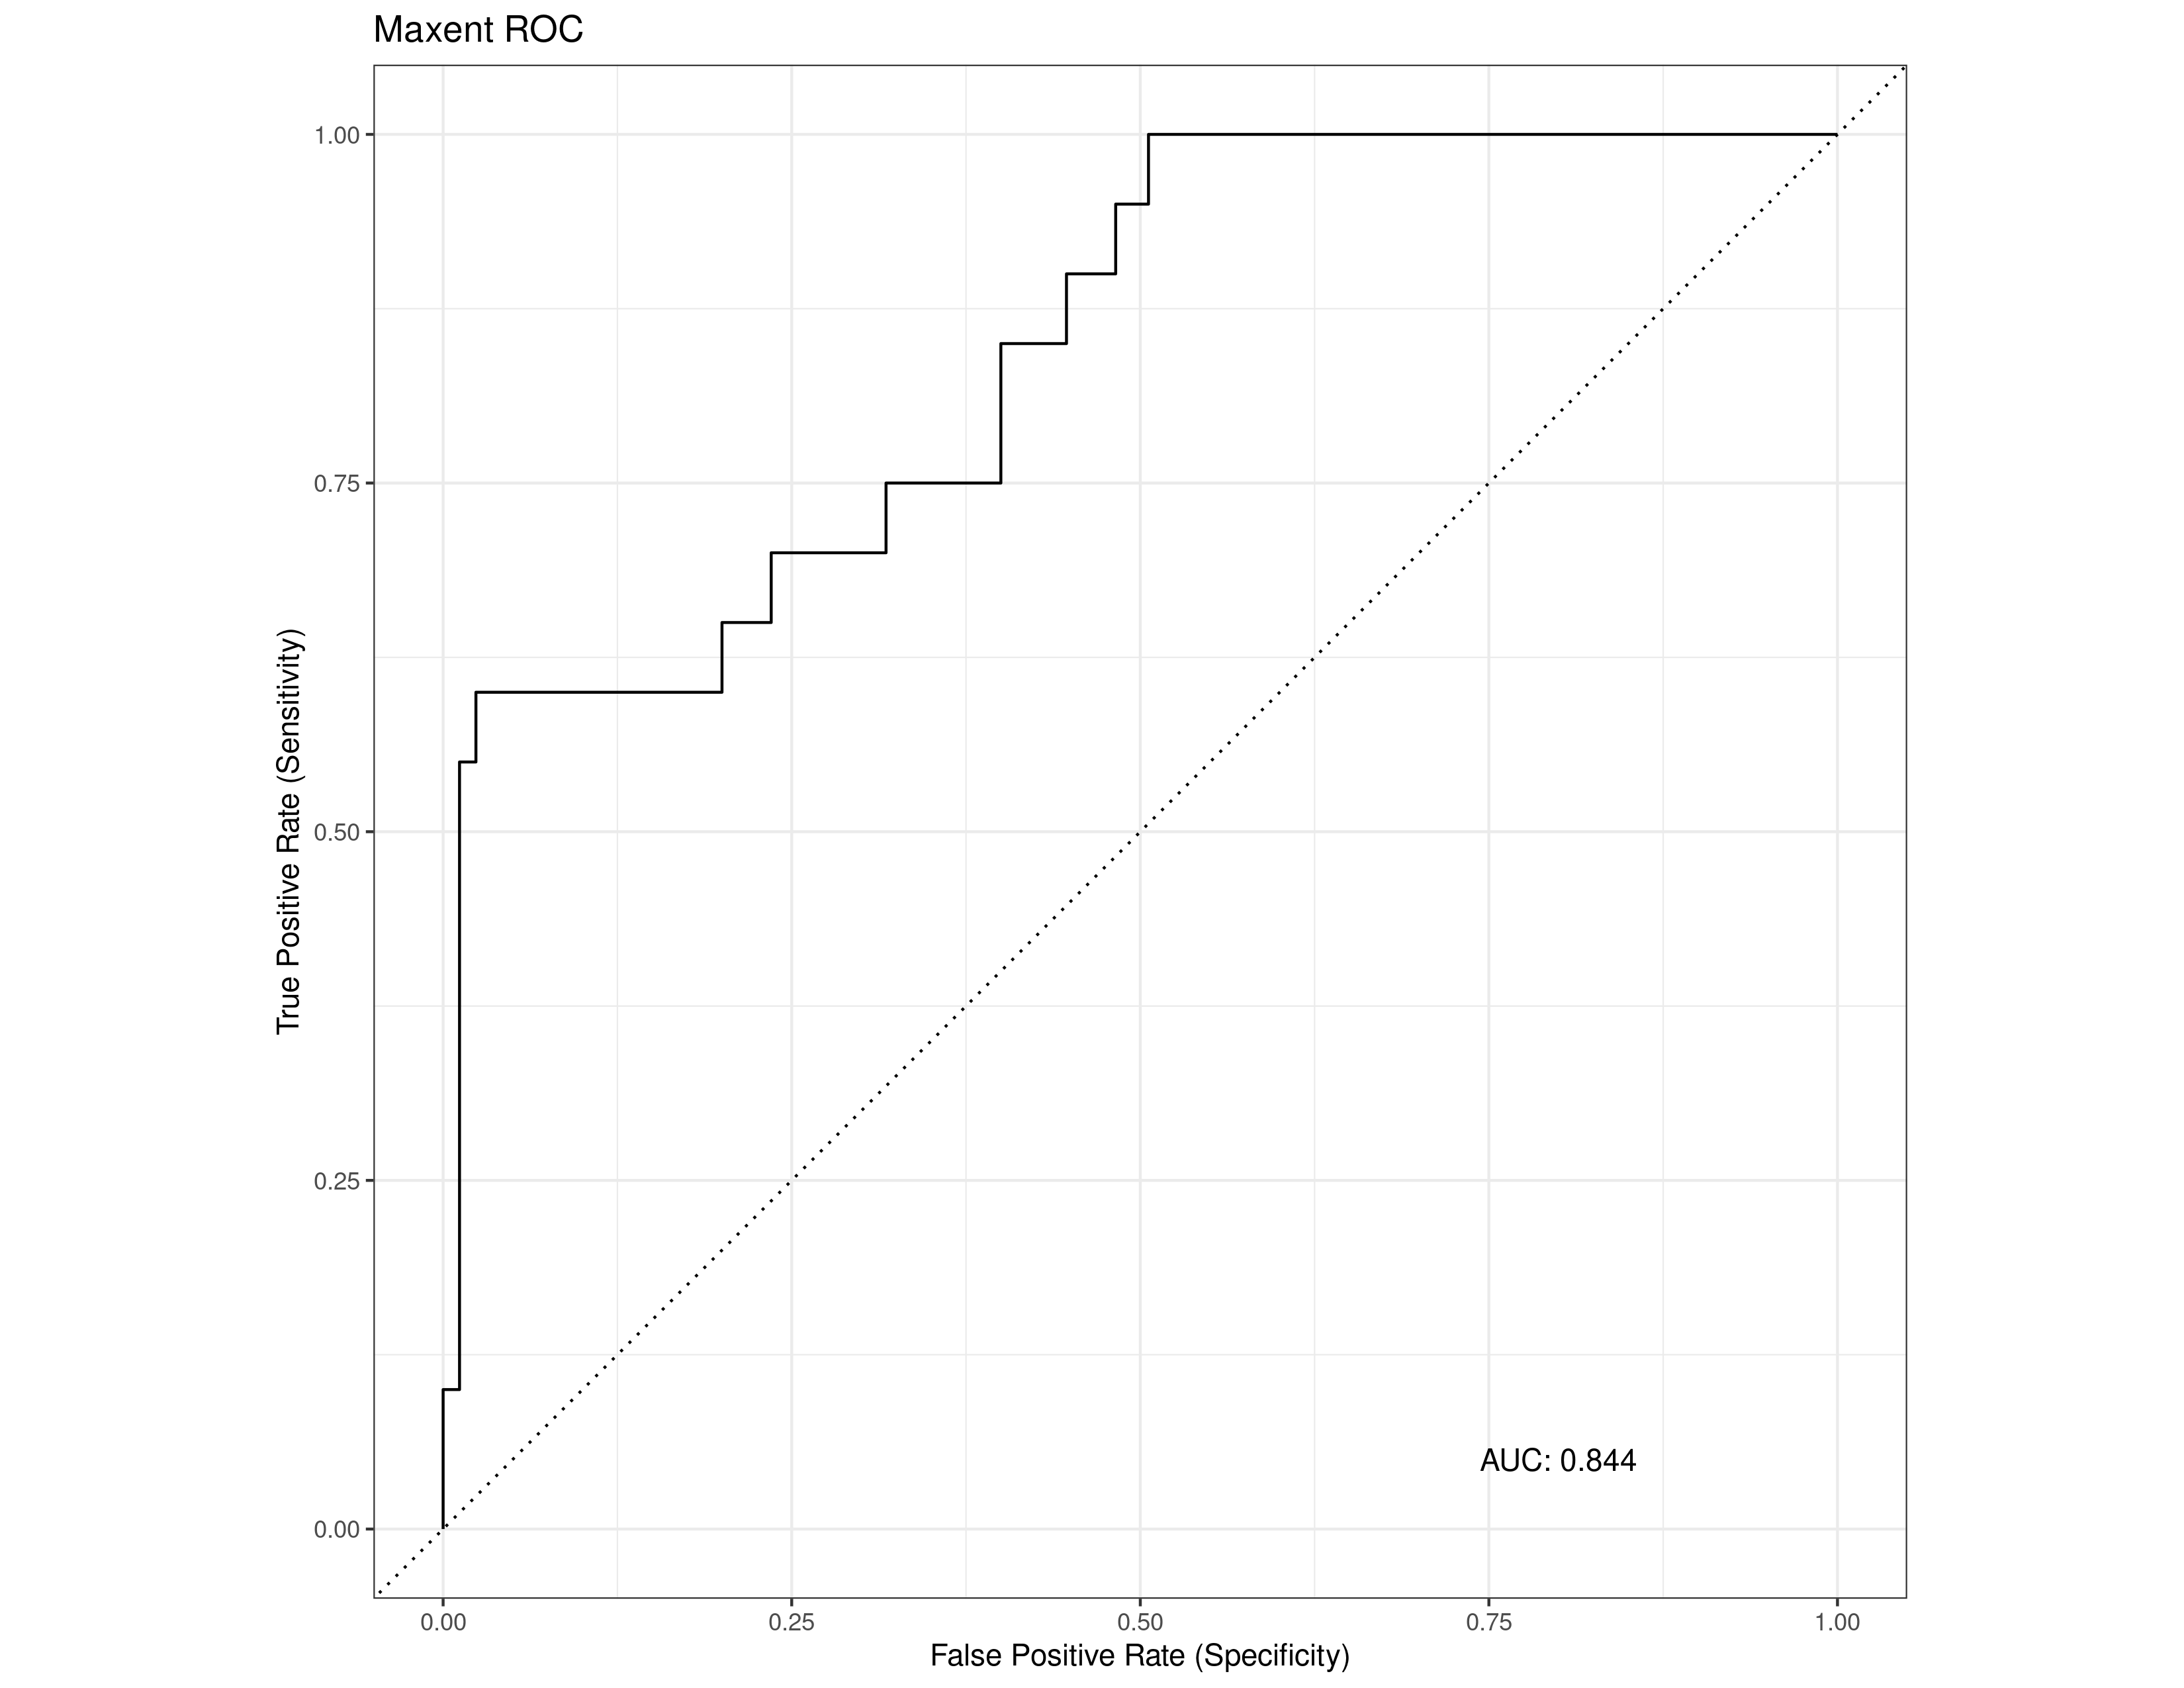 Maxent ROC
True Positive Rate (Sensitivity)
1.00
0.75
0.50
0.25
0.00
AUC: 0.844
0.00 0.25 0.50 0.75 1.00
False Positive Rate (Specificity)